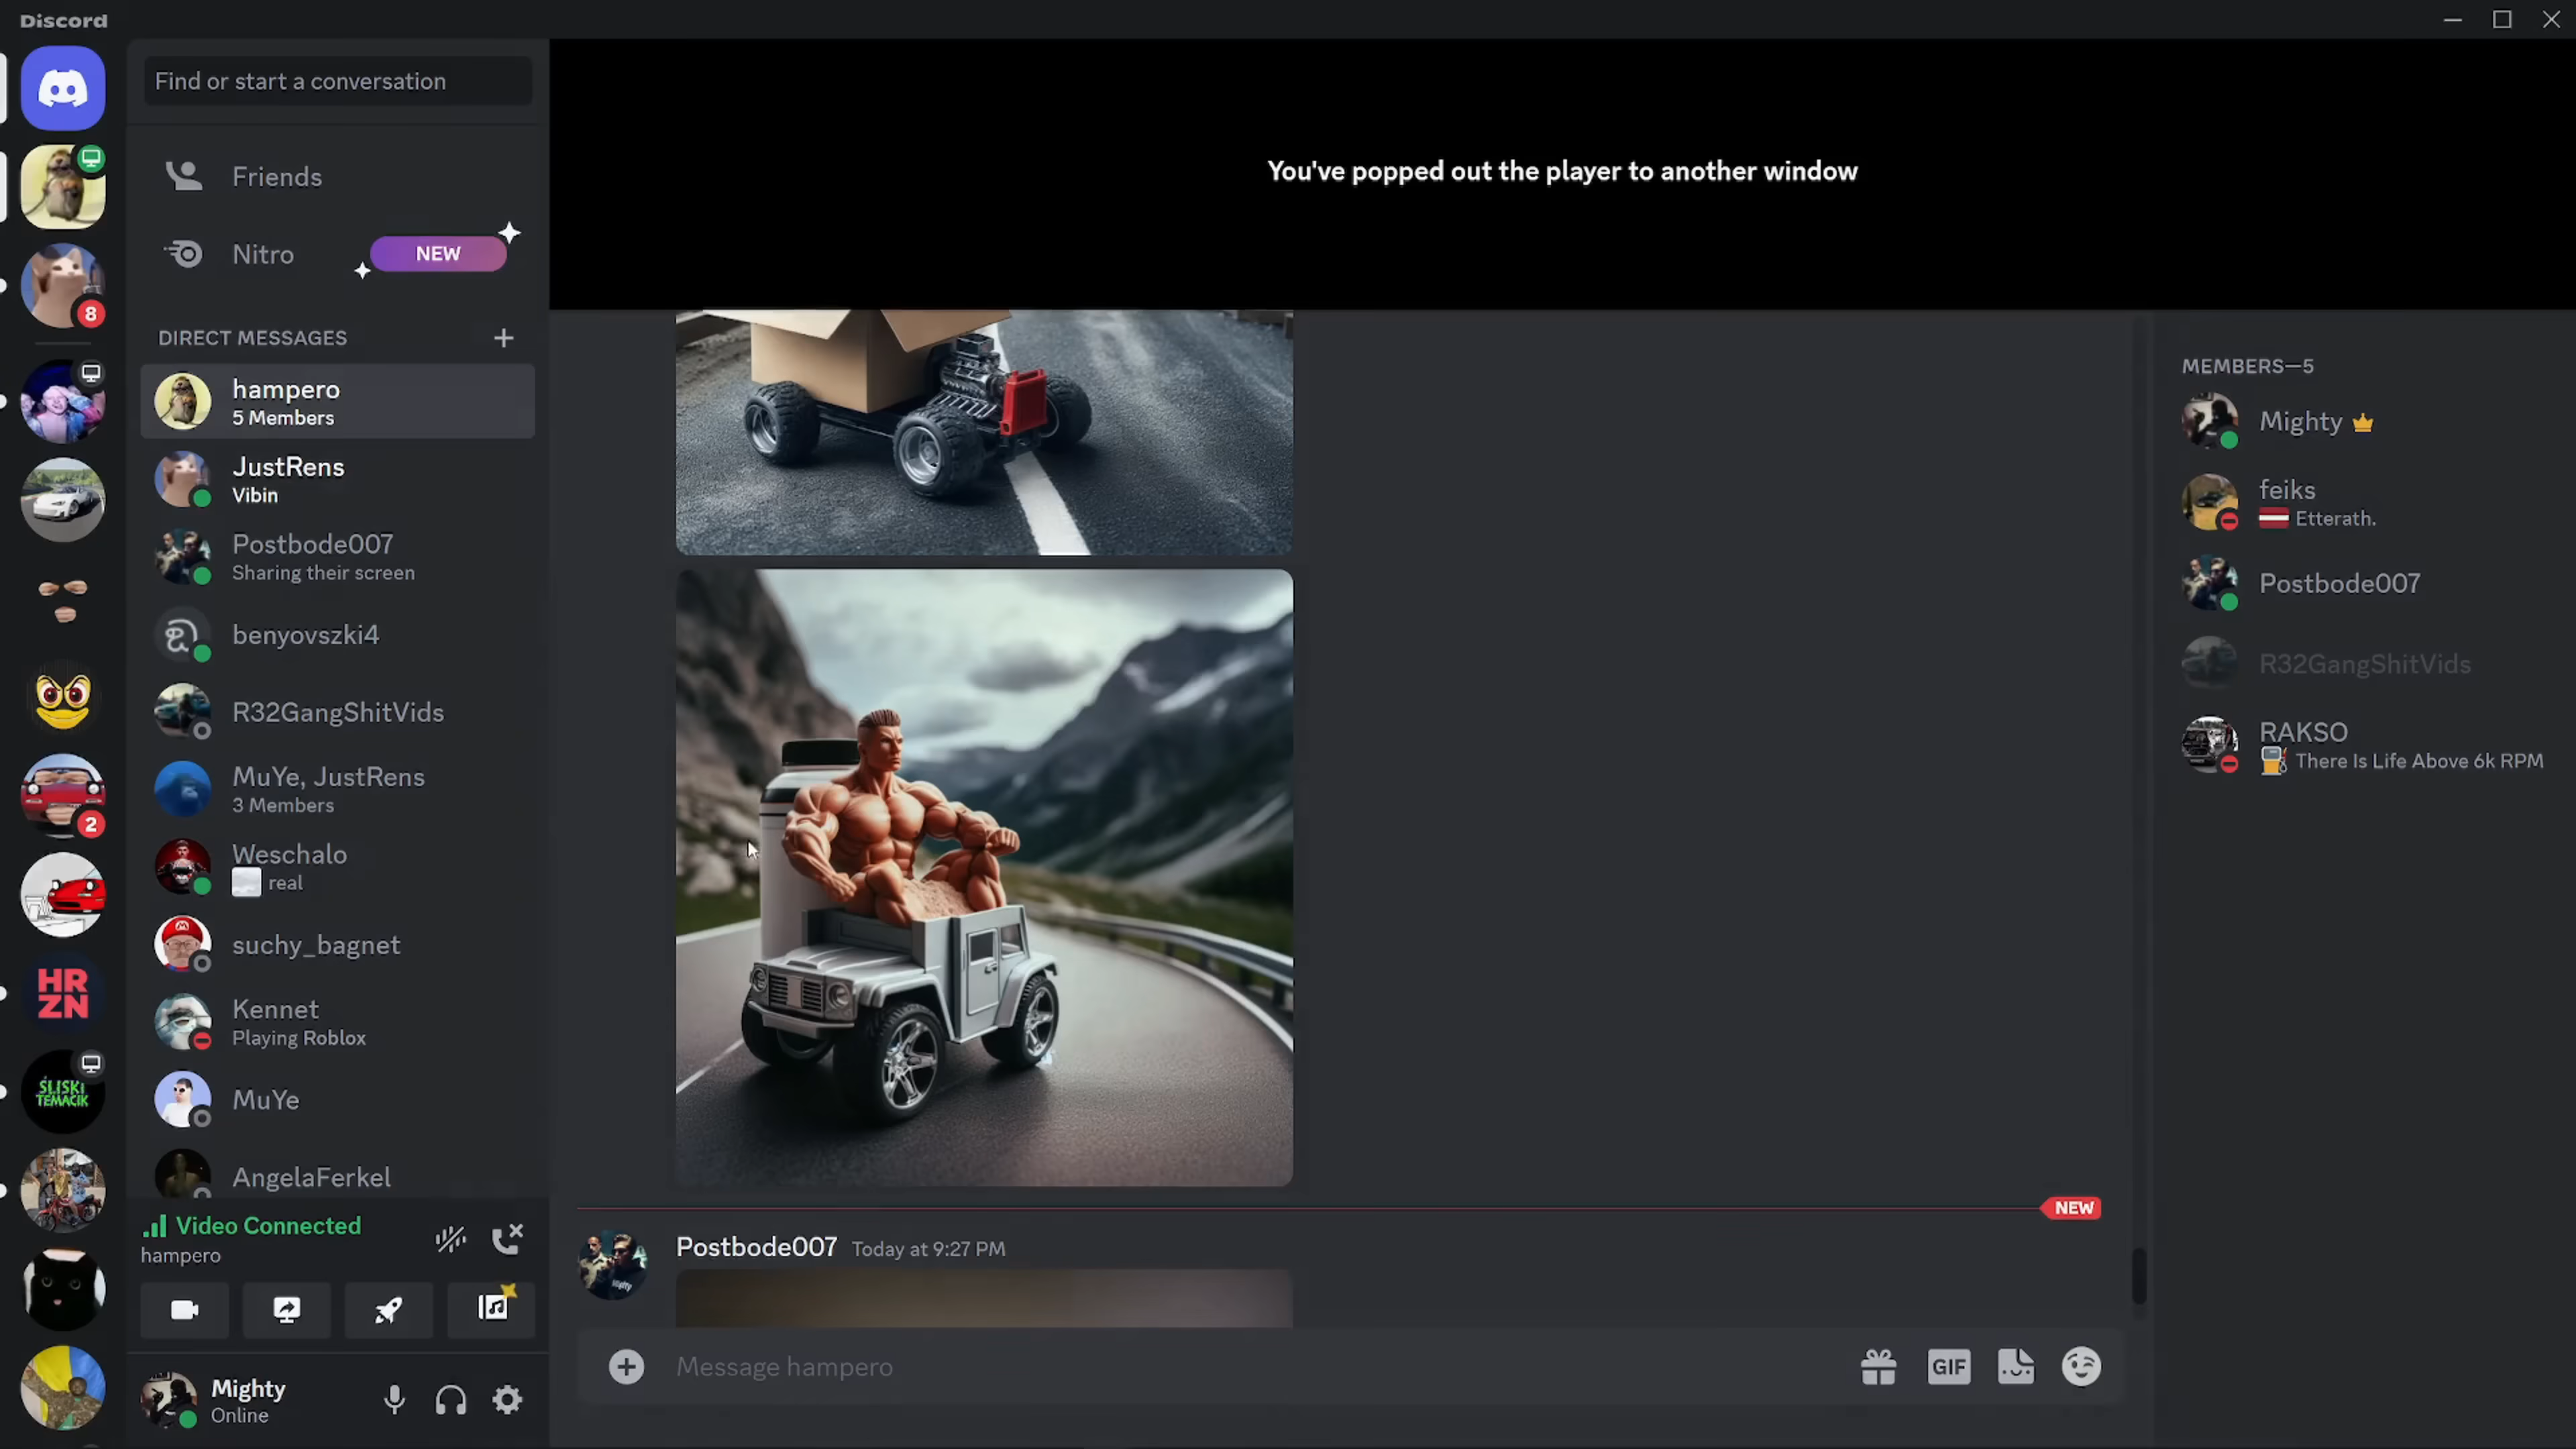 Discord
Find or start a conversation
Friends
Nitro
NEW
DIRECT MESSAGES
hampero
5 Members
JustRens
Vibin
Postbode007
Sharing their screen
benyovszki4
R32GangShitVids
MuYe, JustRens
3 Members
Weschalo
real
suchy_bagnet
Kennet
Playing Roblox
MuYe
AngelaFerkel
Video Connected
hampero
Mighty
Online
8
2
HR
ZN
ŚLISKI
TEMACIK
You've popped out the player to another window
NEW
Postbode007 Today at 9:27 PM
Message hampero
GIF
MEMBERS—5
Mighty
feiks
Etterath.
Postbode007
R32GangShitVids
RAKSO
There Is Life Above 6k RPM